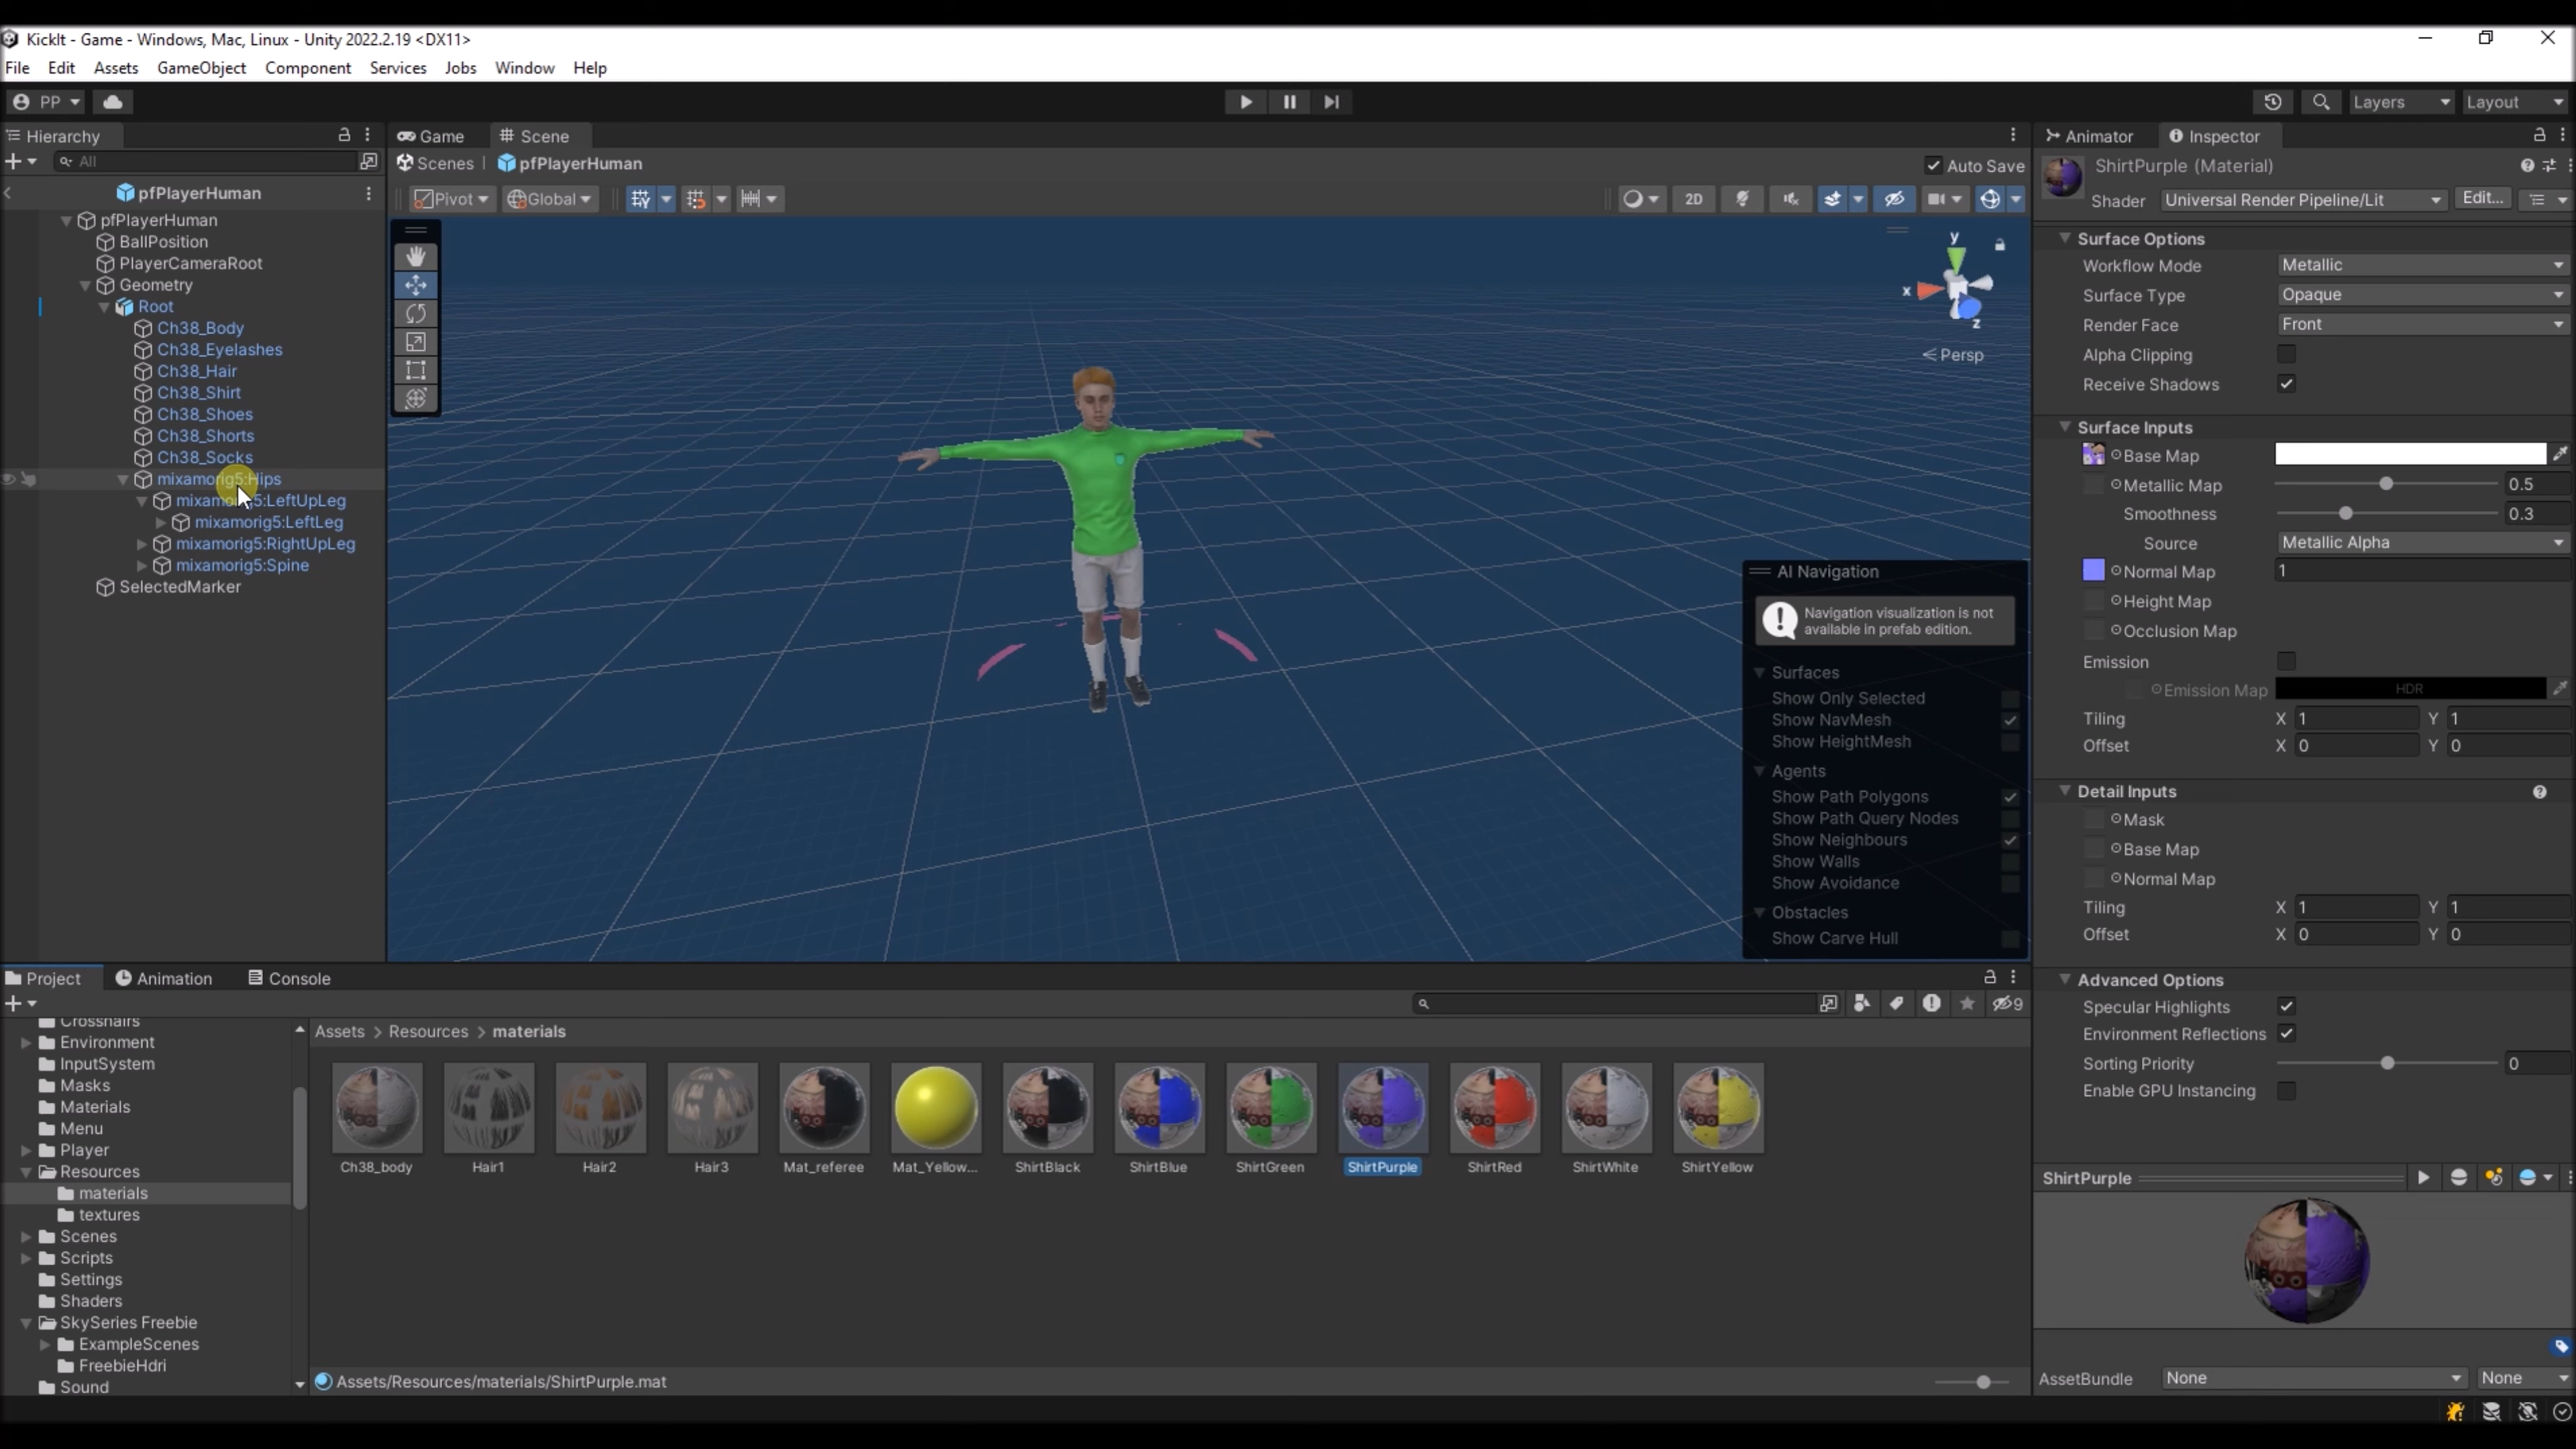 KickIt - Game - Windows, Mac, Linux - Unity 2022.2.19 <DX11>
File Edit Assets GameObject Component Services Jobs Window Help
PP
Layers
Layout
Hierarchy
All
pfPlayerHuman
pfPlayerHuman
BallPosition
PlayerCameraRoot
Geometry
Root
Ch38_Body
Ch38_Eyelashes
Ch38_Hair
Ch38_Shirt
Ch38_Shoes
Ch38_Shorts
Ch38_Socks
mixamorig5:Hips
mixamorig5:LeftUpLeg
mixamorig5:LeftLeg
mixamorig5:RightUpLeg
mixamorig5:Spine
SelectedMarker
Game
Scene
Scenes
pfPlayerHuman
Auto Save
Pivot
Global
2D
y
x
z
Persp
AI Navigation
Navigation visualization is not
available in prefab edition.
Surfaces
Show Only Selected
Show NavMesh
Show HeightMesh
Agents
Show Path Polygons
Show Path Query Nodes
Show Neighbours
Show Walls
Show Avoidance
Obstacles
Show Carve Hull
Animator
Inspector
ShirtPurple (Material)
Shader Universal Render Pipeline/Lit Edit...
Surface Options
Workflow Mode Metallic
Surface Type Opaque
Render Face Front
Alpha Clipping
Receive Shadows
Surface Inputs
Base Map
Metallic Map 0.5
Smoothness 0.3
Source Metallic Alpha
Normal Map 1
Height Map
Occlusion Map
Emission
Emission Map HDR
Tiling X 1 Y 1
Offset X 0 Y 0
Detail Inputs
Mask
Base Map
Normal Map
Tiling X 1 Y 1
Offset X 0 Y 0
Advanced Options
Specular Highlights
Environment Reflections
Sorting Priority 0
Enable GPU Instancing
ShirtPurple
AssetBundle None None
Project
Animation
Console
9
Crosshairs
Environment
InputSystem
Masks
Materials
Menu
Player
Resources
materials
textures
Scenes
Scripts
Settings
Shaders
SkySeries Freebie
ExampleScenes
FreebieHdri
Sound
Assets > Resources > materials
Ch38_body Hair1 Hair2 Hair3 Mat_referee Mat_Yellow... ShirtBlack ShirtBlue ShirtGreen ShirtPurple ShirtRed ShirtWhite ShirtYellow
Assets/Resources/materials/ShirtPurple.mat